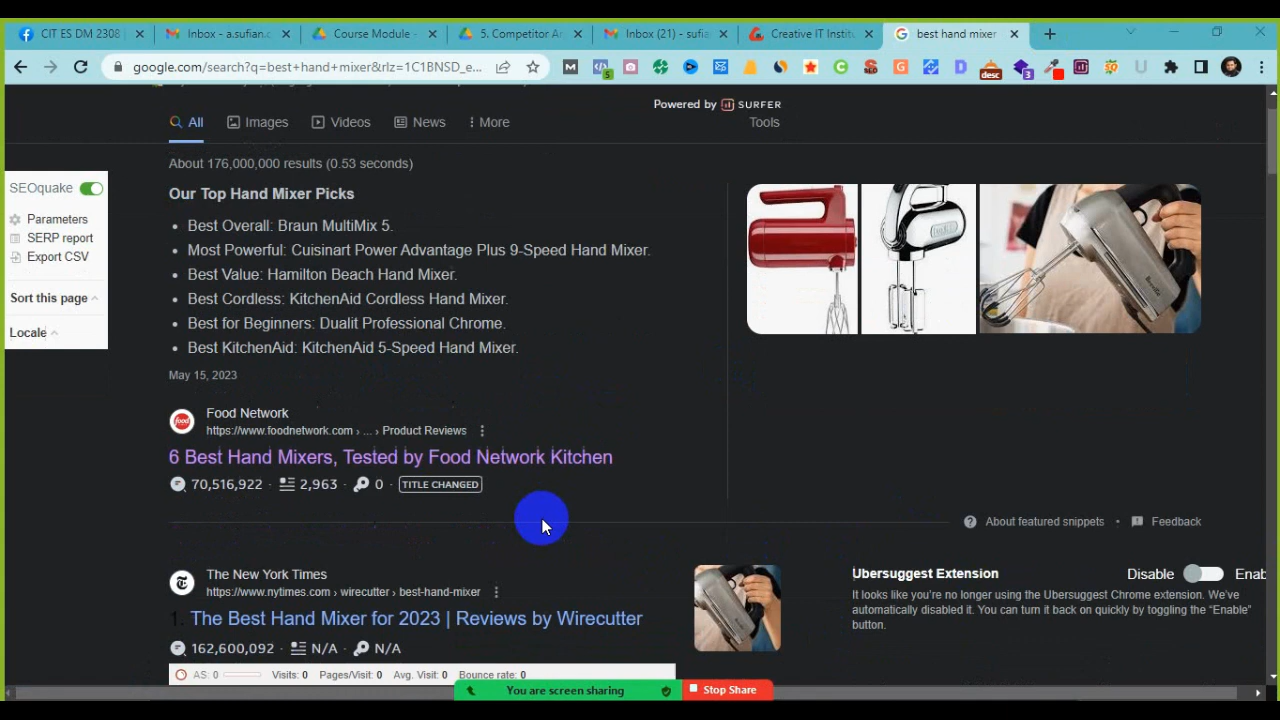 CIT ES DM 2308
Inbox - a.sufian.c
Course Module -
5. Competitor An
Inbox (21) - sufia
Creative IT Instit
best hand mixer
google.com/search?q=best+hand+mixer&rlz=1C1BNSD_e...
Powered by SURFER
All
Images
Videos
News
More
Tools
About 176,000,000 results (0.53 seconds)
SEOquake
Parameters
SERP report
Export CSV
Sort this page
Locale
Our Top Hand Mixer Picks
• Best Overall: Braun MultiMix 5.
• Most Powerful: Cuisinart Power Advantage Plus 9-Speed Hand Mixer.
• Best Value: Hamilton Beach Hand Mixer.
• Best Cordless: KitchenAid Cordless Hand Mixer.
• Best for Beginners: Dualit Professional Chrome.
• Best KitchenAid: KitchenAid 5-Speed Hand Mixer.
May 15, 2023
Food Network
https://www.foodnetwork.com › ... › Product Reviews
6 Best Hand Mixers, Tested by Food Network Kitchen
70,516,922 · 2,963 · 0 · TITLE CHANGED
About featured snippets • Feedback
The New York Times
https://www.nytimes.com › wirecutter › best-hand-mixer
1. The Best Hand Mixer for 2023 | Reviews by Wirecutter
162,600,092 · N/A · N/A
AS: 0 Visits: 0 Pages/Visit: 0 Avg. Visit: 0 Bounce rate: 0
Ubersuggest Extension
Disable Enab
It looks like you're no longer using the Ubersuggest Chrome extension. We've
automatically disabled it. You can turn it back on quickly by toggling the "Enable"
button.
You are screen sharing
Stop Share